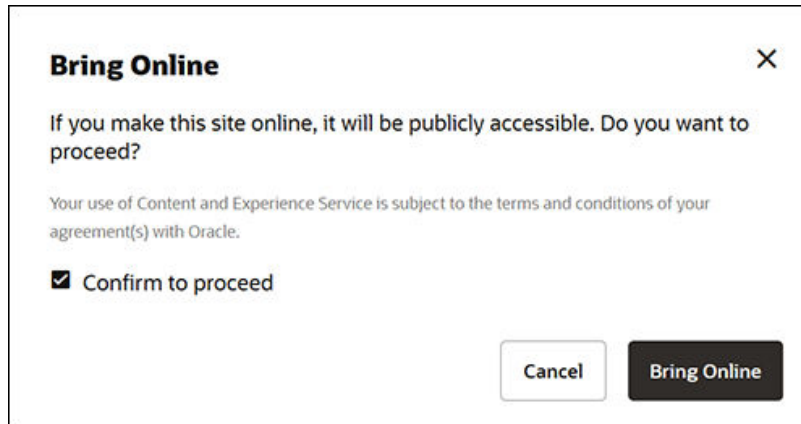 Bring Online
If you make this site online, it will be publicly accessible. Do you want to
proceed?
Your use of Content and Experience Service is subject to the terms and conditions of your
agreement(s) with Oracle.
Confirm to proceed
Cancel
Bring Online